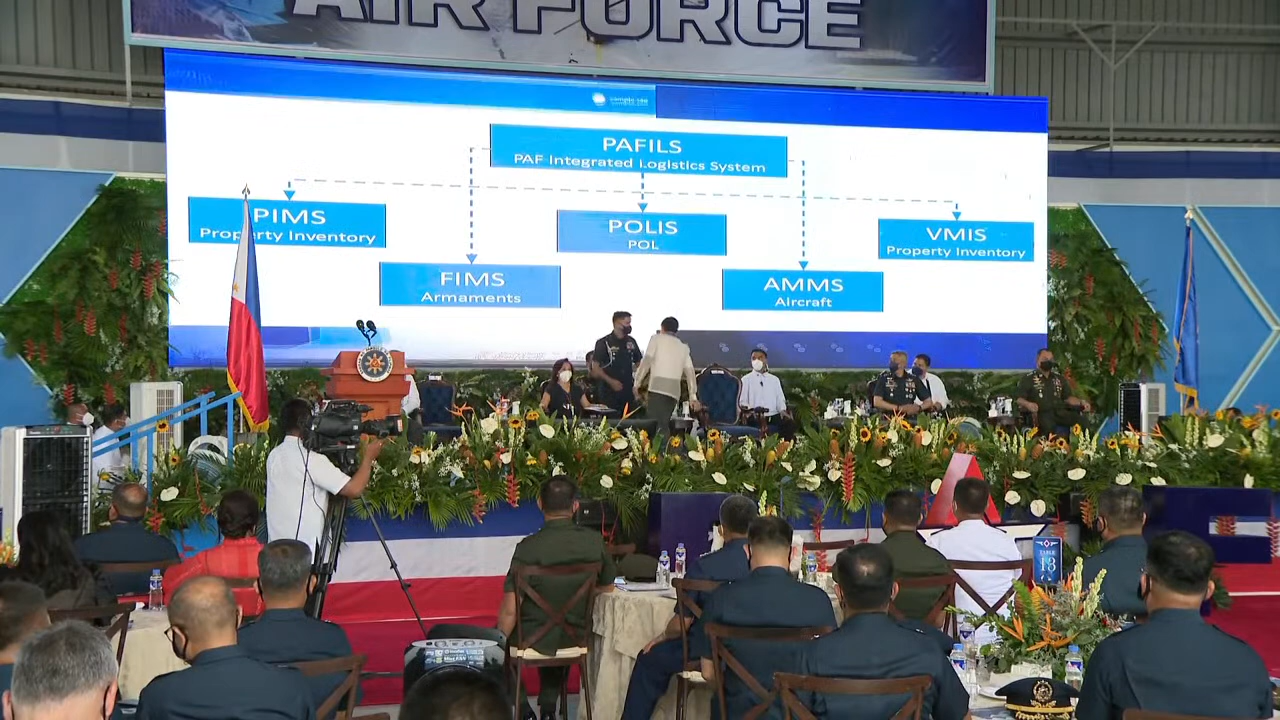 AIR FORCE
PAFILS
PAF Integrated Logistics System
PIMS
Property Inventory
POLIS
POL
VMIS
Property Inventory
FIMS
Armaments
AMMS
Aircraft
TABLE
13